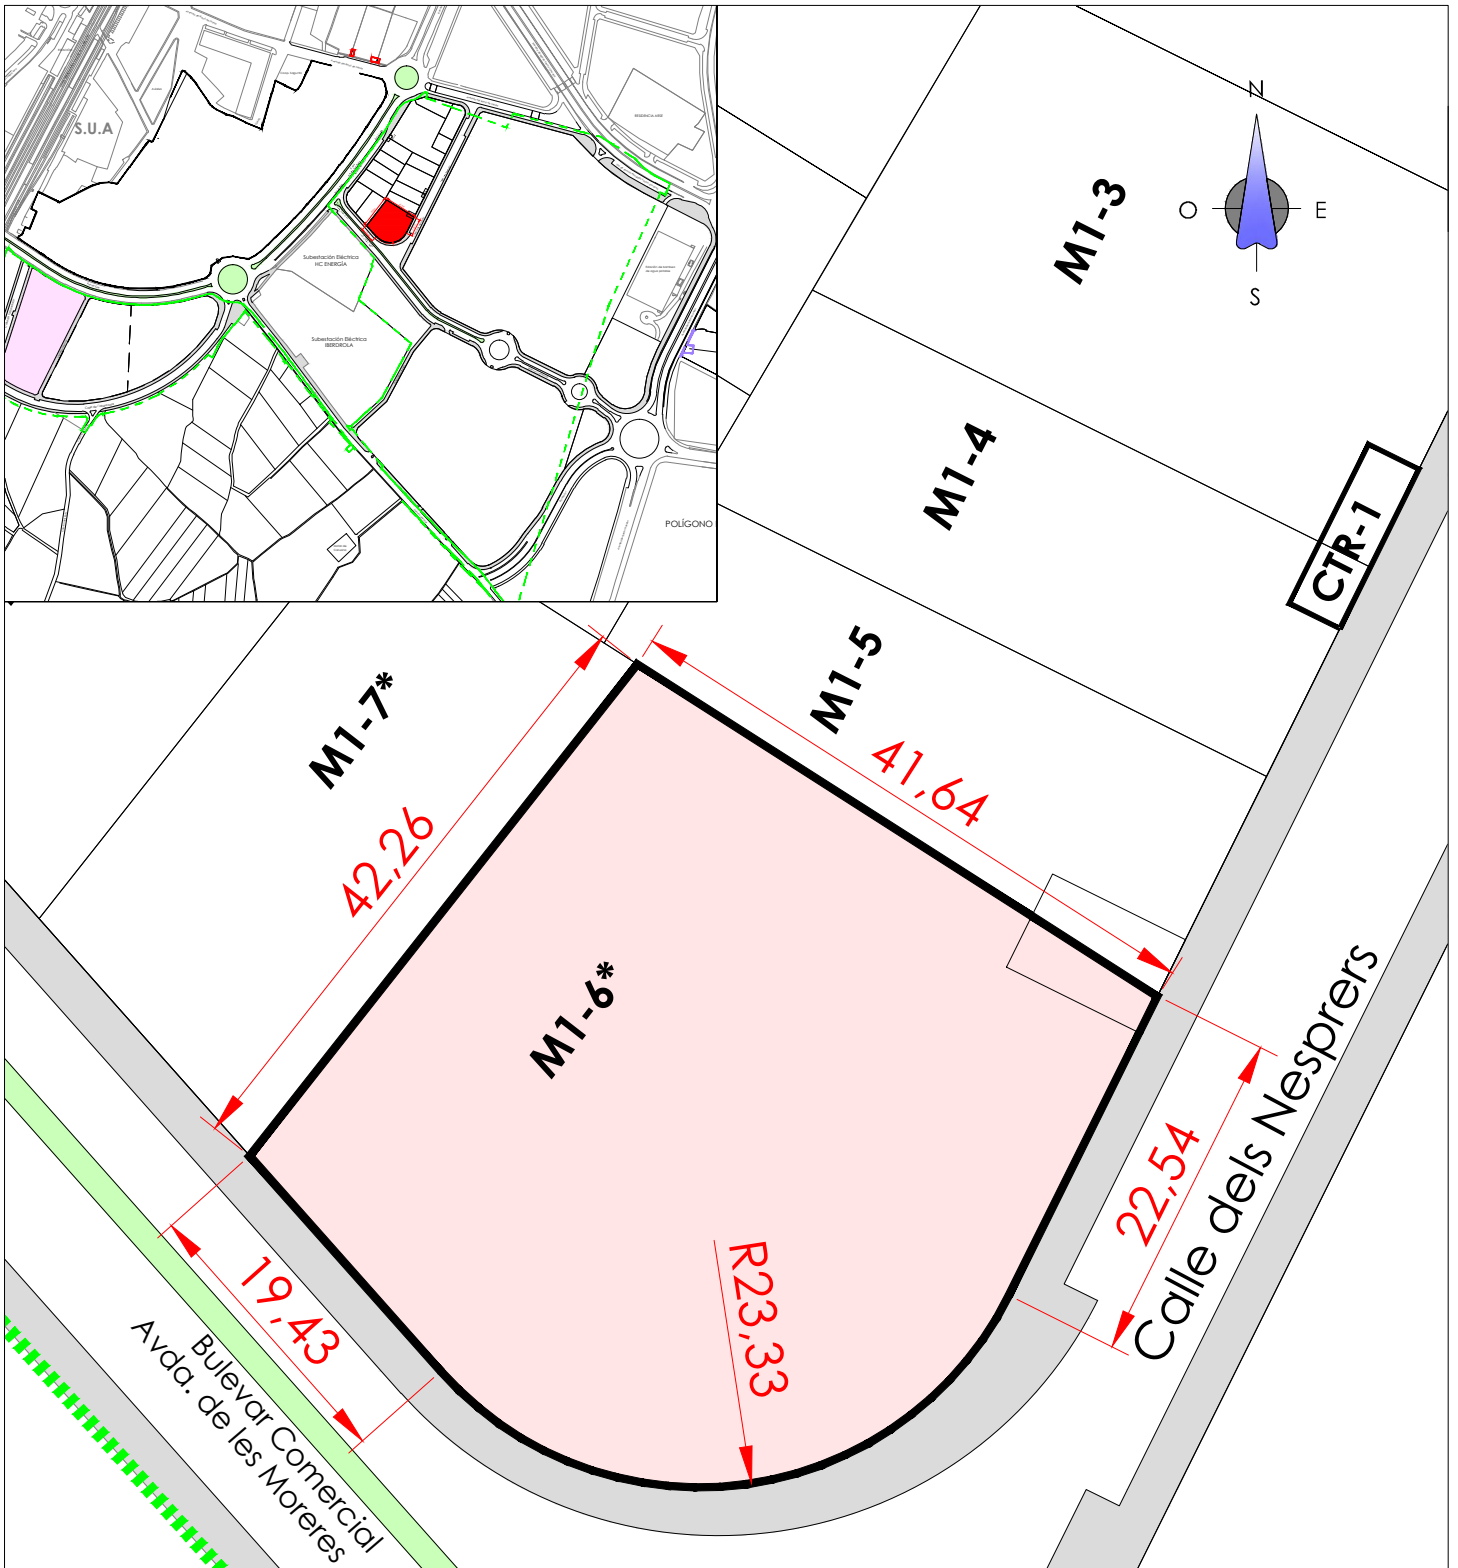 S.U.A
RESIDENCIA MIRE
Subestación Eléctrica
HC ENERGÍA
Subestación Eléctrica
IBERDROLA
POLÍGONO
N
O
E
S
M1-3
M1-4
CTR-1
M1-5
M1-7*
41,64
42,26
M1-6*
22,54
Calle dels Nesprers
R23,33
19,43
Bulevar Comercial
Avda. de les Moreres